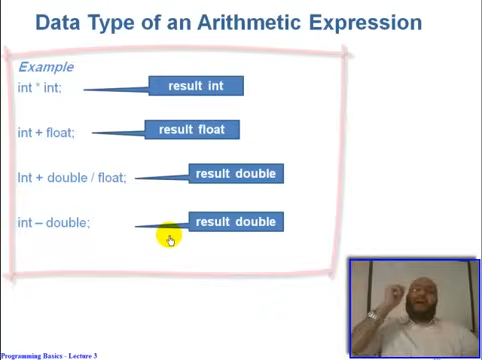 Data Type of an Arithmetic Expression
Example
int * int;
result int
int + float;
result float
Int + double / float;
result double
int – double;
result double
Programming Basics - Lecture 3